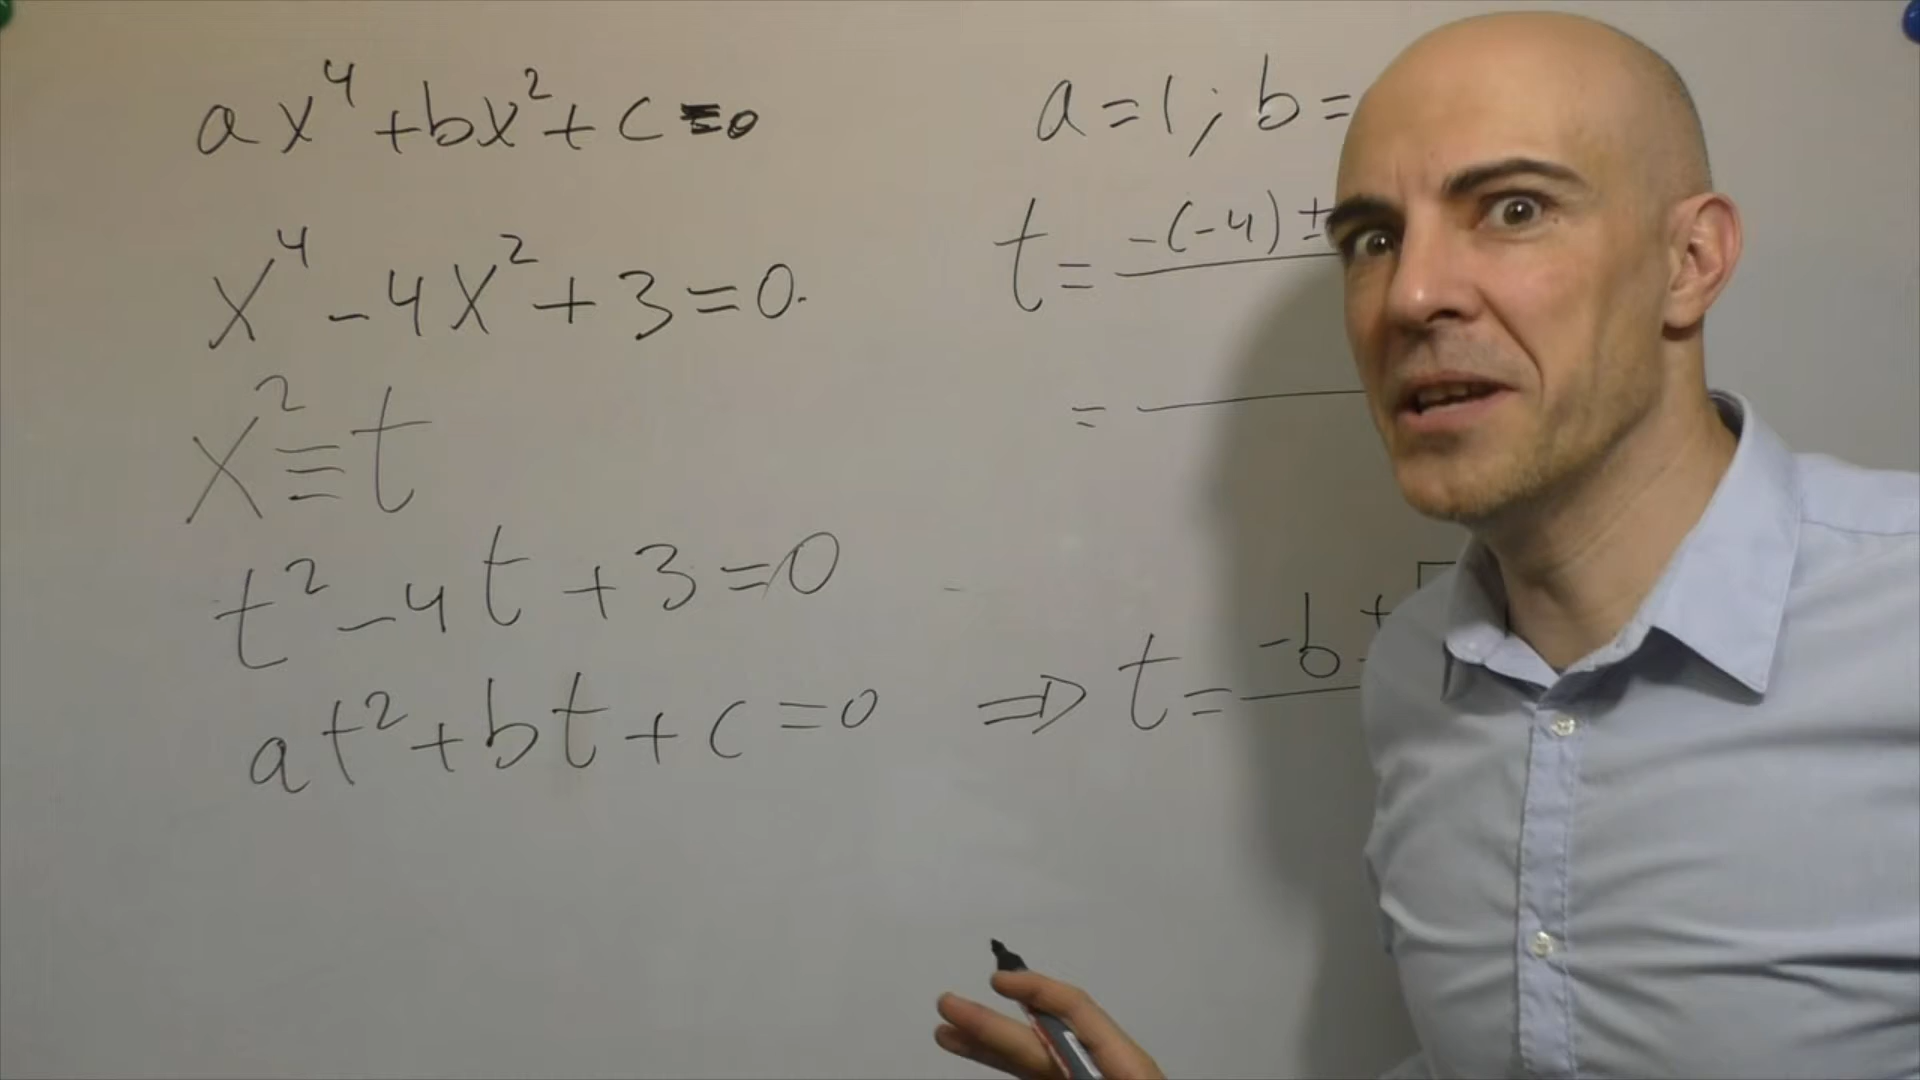 ax⁴+bx²+c=0
x⁴-4x²+3=0.
x²≡t
t²-4t+3=0
at²+bt+c=0 ⇒ t= -b±
a=1; b=
t= -(-4)±
=